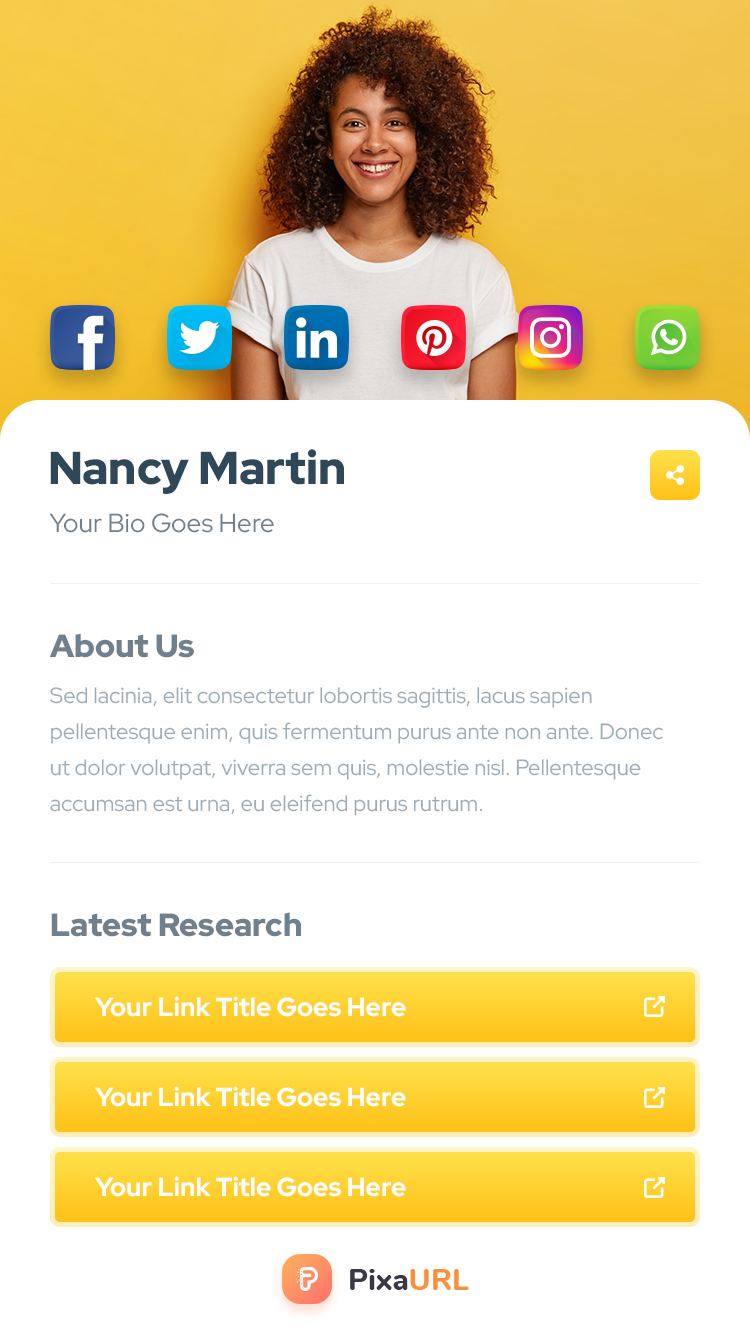 Nancy Martin
Your Bio Goes Here
About Us
Sed lacinia, elit consectetur lobortis sagittis, lacus sapien
pellentesque enim, quis fermentum purus ante non ante. Donec
ut dolor volutpat, viverra sem quis, molestie nisl. Pellentesque
accumsan est urna, eu eleifend purus rutrum.
Latest Research
Your Link Title Goes Here
Your Link Title Goes Here
Your Link Title Goes Here
PixaURL